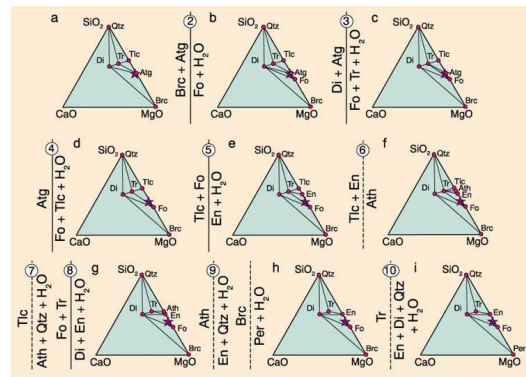 a
SiO₂
Qtz
Di
Tr
Tlc
Atg
CaO
MgO
Brc
②
Brc + Atg
Fo + H₂O
b
SiO₂
Qtz
Di
Tr
Tlc
Atg
Fo
CaO
MgO
Brc
③
Di + Atg
Fo + Tr + H₂O
c
SiO₂
Qtz
Di
Tr
Tlc
Atg
Fo
CaO
MgO
Brc
④
Atg
Fo + Tlc + H₂O
d
SiO₂
Qtz
Di
Tr
Tlc
Fo
CaO
MgO
Brc
⑤
Tlc + Fo
En + H₂O
e
SiO₂
Qtz
Di
Tr
Tlc
En
Fo
CaO
MgO
Brc
⑥
Tlc + En
Ath
f
SiO₂
Qtz
Di
Tr
Tlc
Ath
En
Fo
CaO
MgO
Brc
⑦
Tlc
Ath + Qtz + H₂O
⑧
Fo + Tr
Di + En + H₂O
g
SiO₂
Qtz
Di
Tr
Ath
En
Fo
CaO
MgO
Brc
⑨
Ath
En + Qtz + H₂O
Brc
Per + H₂O
h
SiO₂
Qtz
Di
Tr
En
Fo
CaO
MgO
Brc
⑩
Tr
En + Di + Qtz
+ H₂O
i
SiO₂
Qtz
Di
En
Fo
CaO
MgO
Per